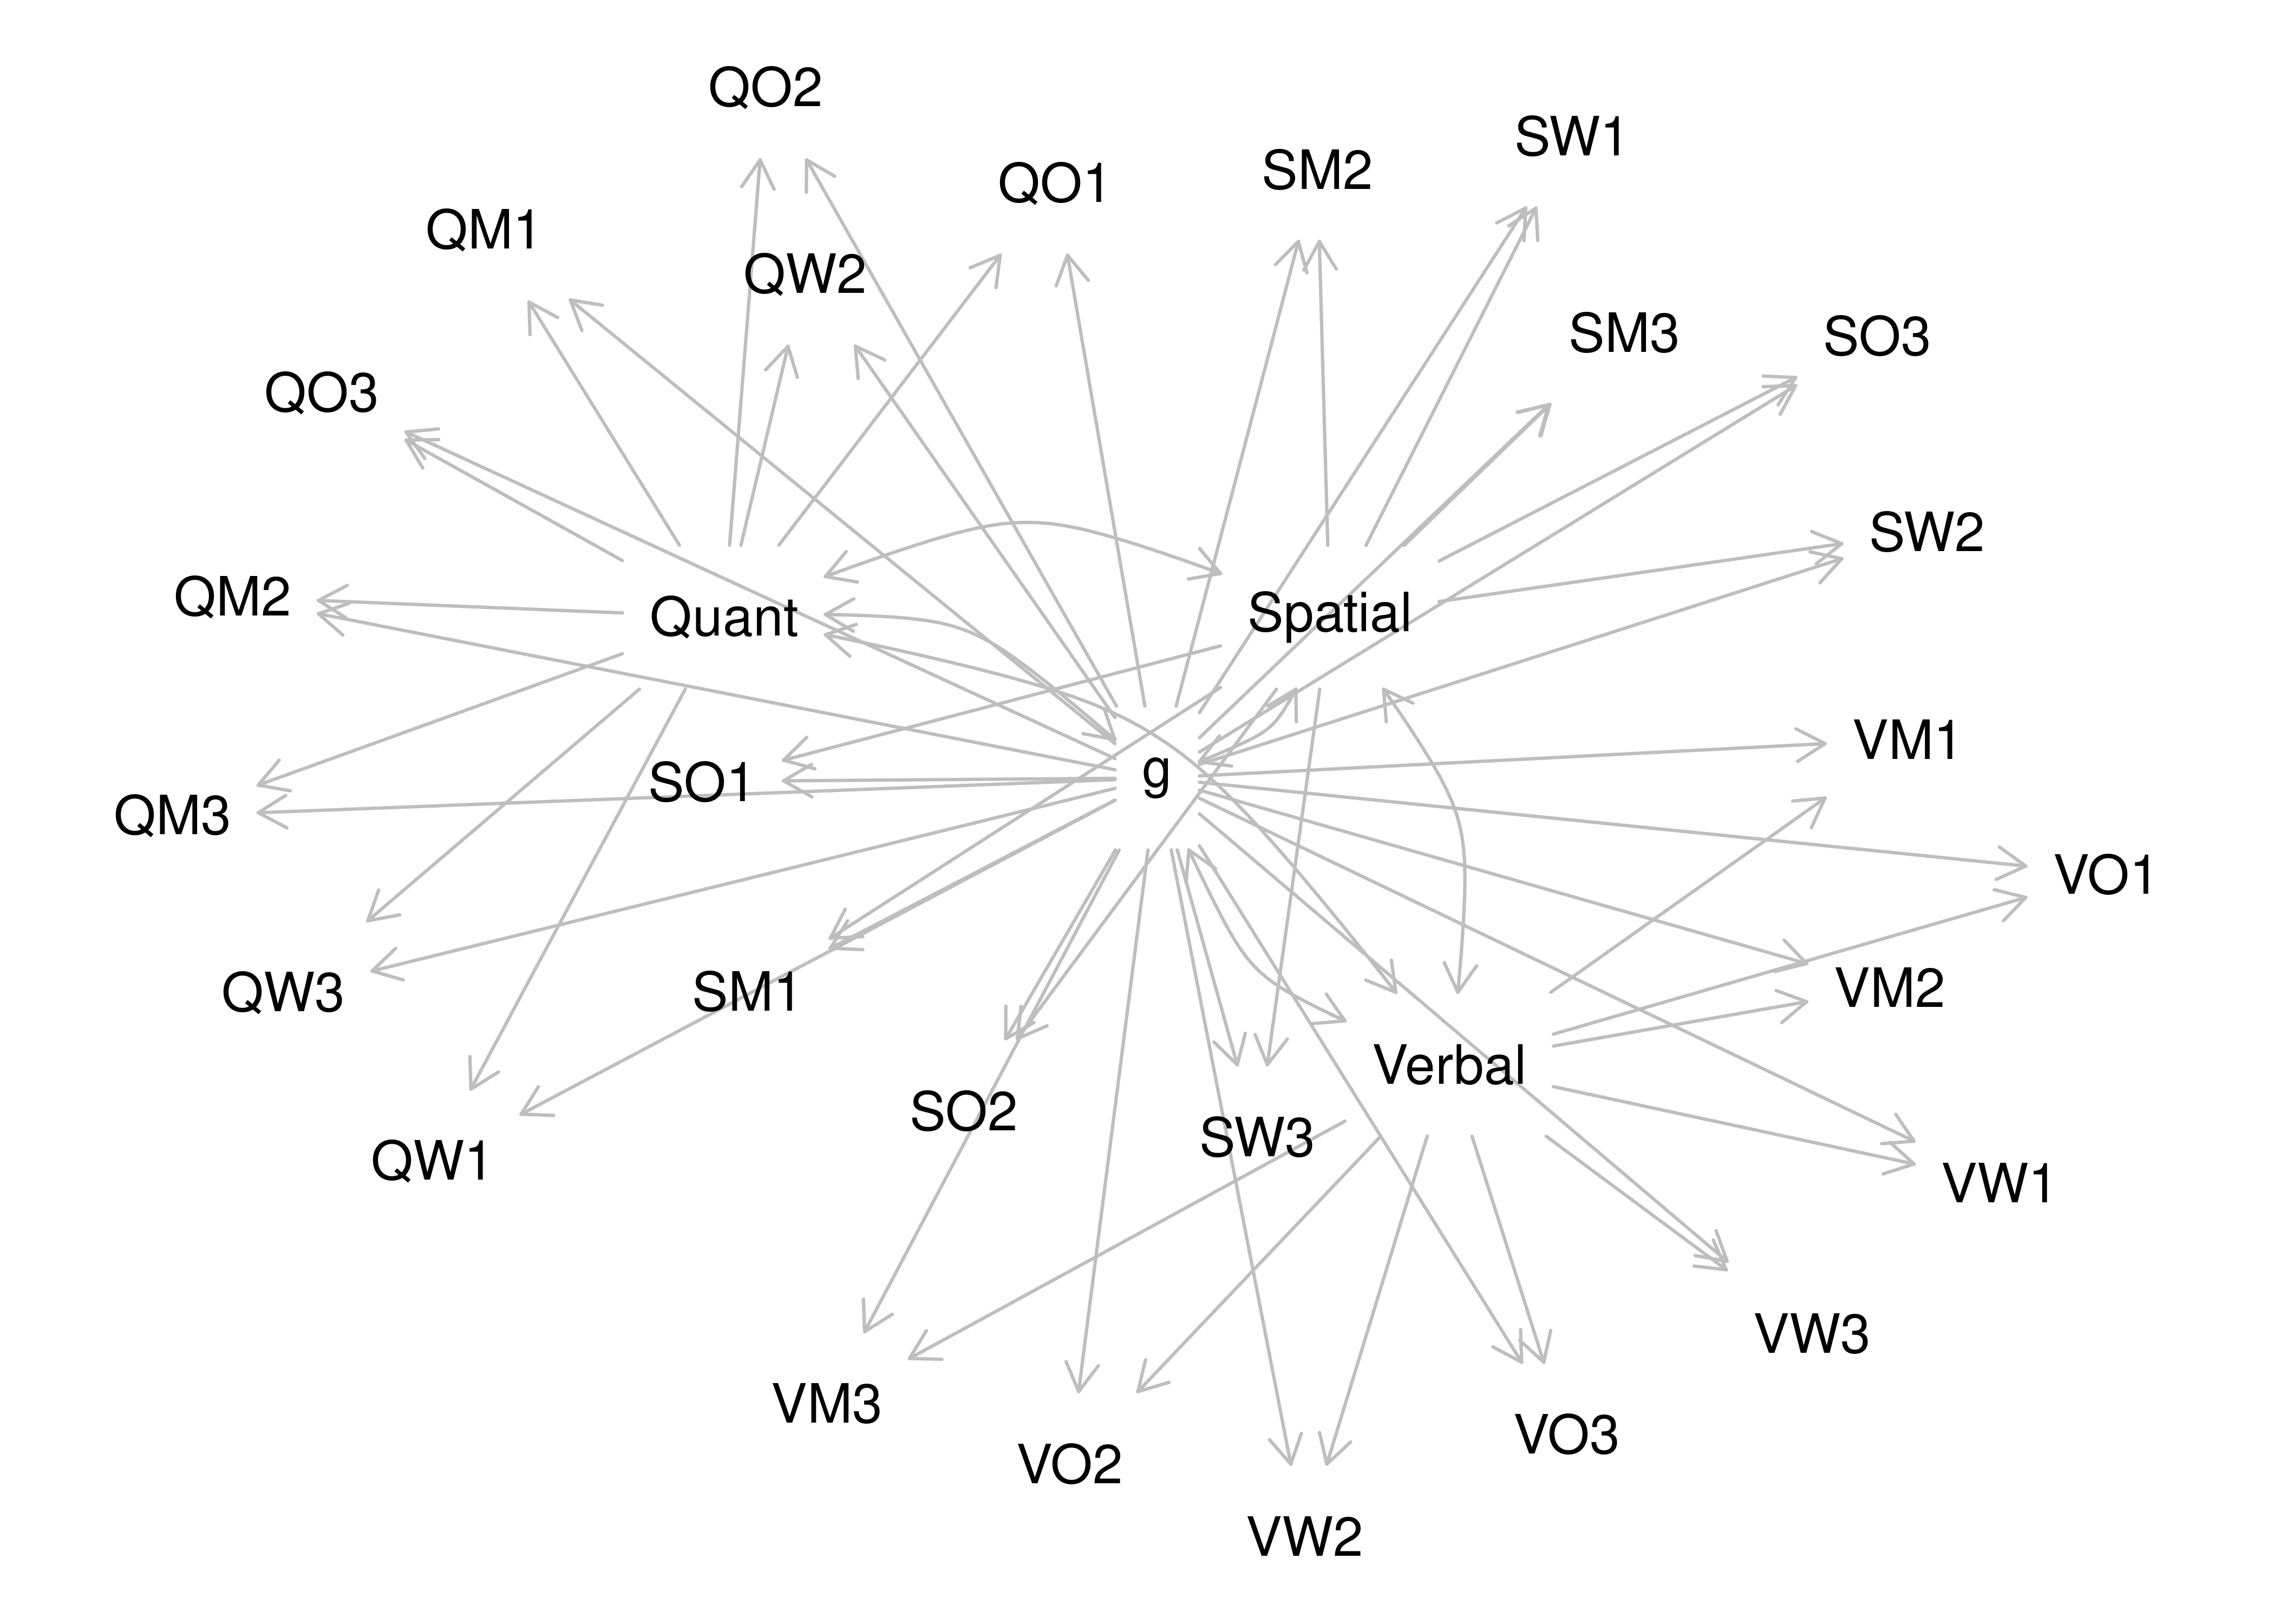 QO2
SW1
SM2
QO1
QM1
QW2
SM3
SO3
QO3
SW2
QM2
Quant
Spatial
VM1
g
SO1
QM3
VO1
VM2
QW3
SM1
Verbal
SO2
SW3
QW1
VW1
VW3
VM3
VO3
VO2
VW2